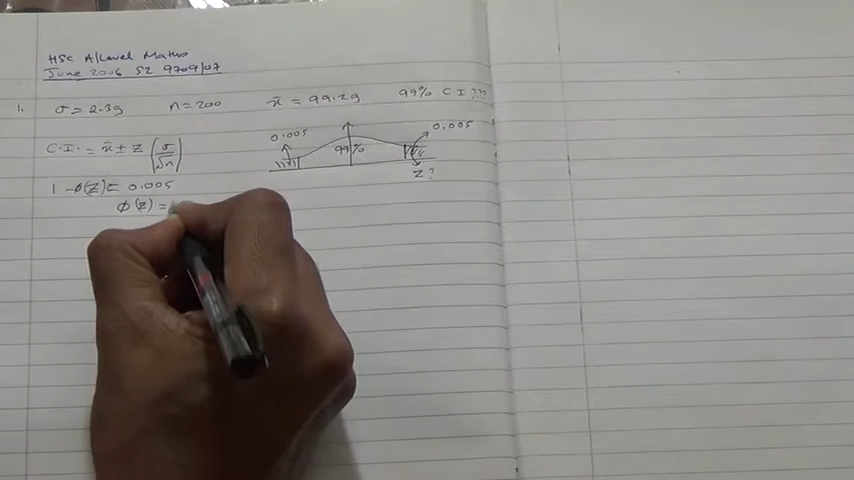 HSC A/Level Maths
June 2006 S2 9709/07
1. σ = 2.3g n = 200 x̄ = 99.2g 99% C.I ???
0.005 99% 0.005
z?
C.I. = x̄ ± z (σ/√n)
1 - φ(z) = 0.005
φ(z) =